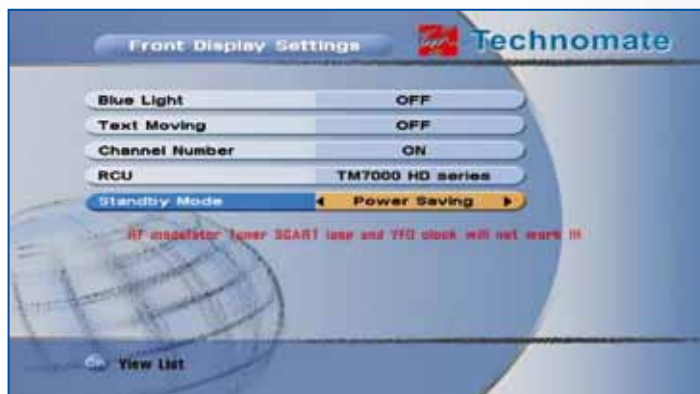 Front Display Settings
Technomate
Blue Light OFF
Text Moving OFF
Channel Number ON
RCU TM7000 HD series
Standby Mode Power Saving
RF modulator Tuner SCART loop and VFD clock will not work !!!
View List